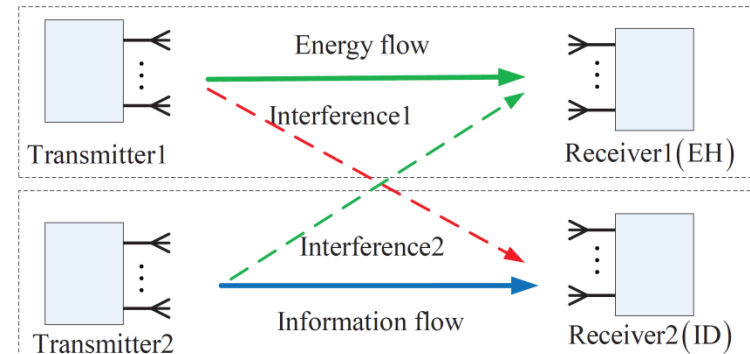 Energy flow
Interference1
Transmitter1
Receiver1(EH)
Interference2
Information flow
Transmitter2
Receiver2(ID)